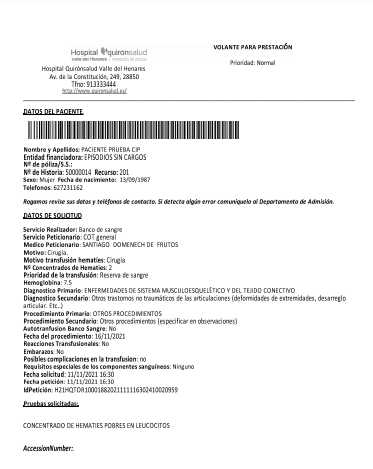 Hospital quirónsalud
VOLANTE PARA PRESTACIÓN
Prioridad: Normal
Hospital Quirónsalud Valle del Henares
Av. de la Constitución, 249, 28850
Tfno: 913333444
http://www.quironsalud.es/
DATOS DEL PACIENTE
Nombre y Apellidos: PACIENTE PRUEBA CIP
Entidad financiadora: EPISODIOS SIN CARGOS
Nº de póliza/S.S.:
Nº de Historia: 50000014 Recurso: 201
Sexo: Mujer Fecha de nacimiento: 13/09/1987
Telefonos: 627231162
Rogamos revise sus datos y teléfonos de contacto. Si detecta algún error comuníquelo al Departamento de Admisión.
DATOS DE SOLICITUD
Servicio Realizador: Banco de sangre
Servicio Peticionario: COT general
Medico Peticionario: SANTIAGO DOMENECH DE FRUTOS
Motivo: Cirugía.
Motivo transfusión hematíes: Cirugía
Nº Concentrados de Hematíes: 2
Prioridad de la transfusión: Reserva de sangre
Hemoglobina: 7.5
Diagnostico Primario: ENFERMEDADES DE SISTEMA MUSCULOESQUELÉTICO Y DEL TEJIDO CONECTIVO
Diagnostico Secundario: Otros trastornos no traumáticos de las articulaciones (deformidades de extremidades, desarreglo
articular. Etc..)
Procedimiento Primario: OTROS PROCEDIMIENTOS
Procedimiento Secundario: Otros procedimientos (especificar en observaciones)
Autotranfusion Banco Sangre: No
Fecha del procedimiento: 16/11/2021
Reacciones Transfusionales: No
Embarazos: No
Posibles complicaciones en la transfusion: no
Requisitos especiales de los componentes sanguíneos: Ninguno
Fecha solicitud: 11/11/2021 16:30
Fecha petición: 11/11/2021 16:30
Pruebas solicitadas:
CONCENTRADO DE HEMATIES POBRES EN LEUCOCITOS
AccessionNumber: